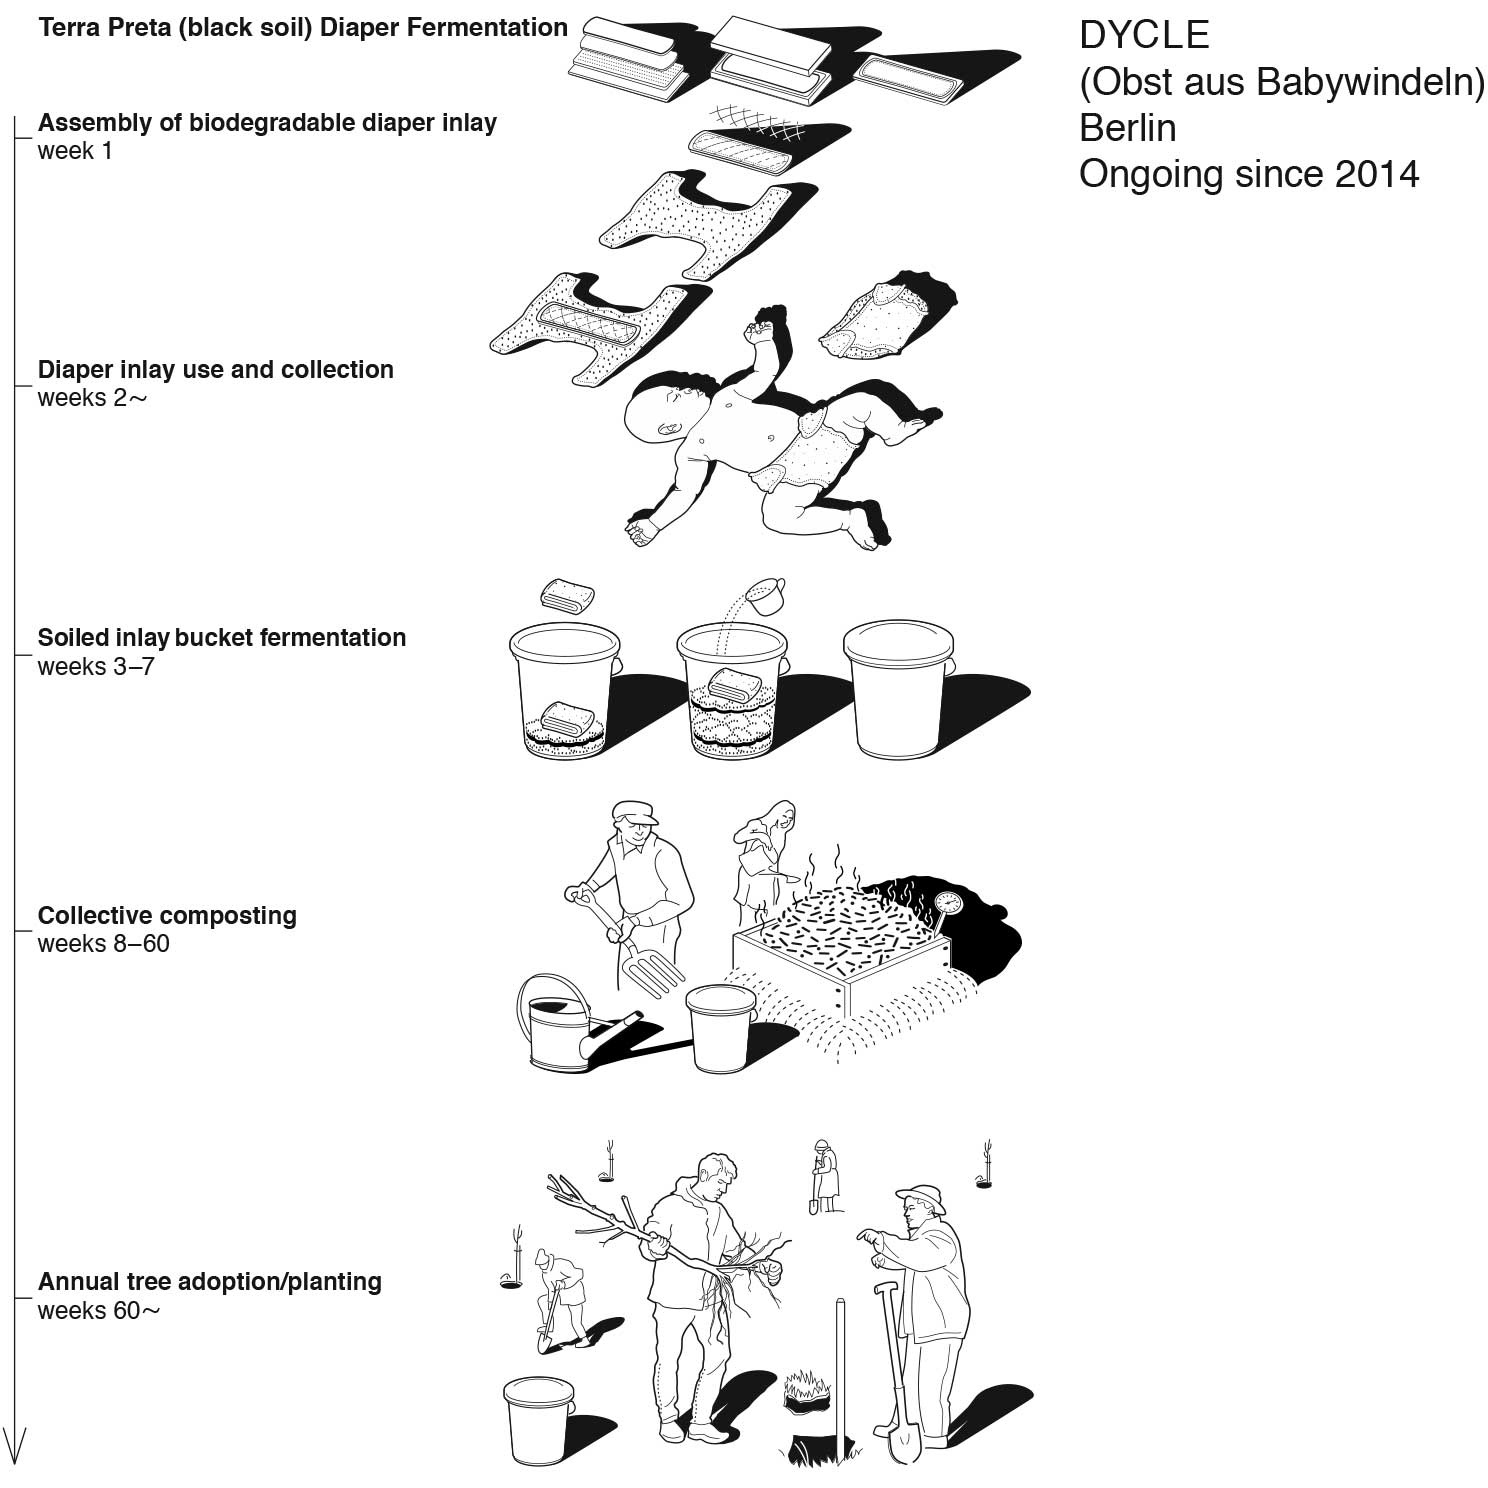 Terra Preta (black soil) Diaper Fermentation
DYCLE
(Obst aus Babywindeln)
Berlin
Ongoing since 2014
Assembly of biodegradable diaper inlay
week 1
Diaper inlay use and collection
weeks 2~
Soiled inlay bucket fermentation
weeks 3–7
Collective composting
weeks 8–60
Annual tree adoption/planting
weeks 60~